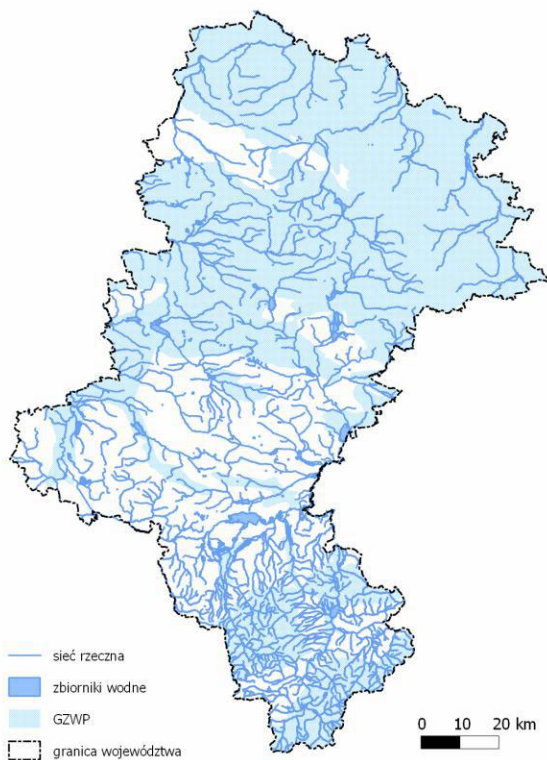 sieć rzeczna
zbiorniki wodne
GZWP
granica województwa
0 10 20 km